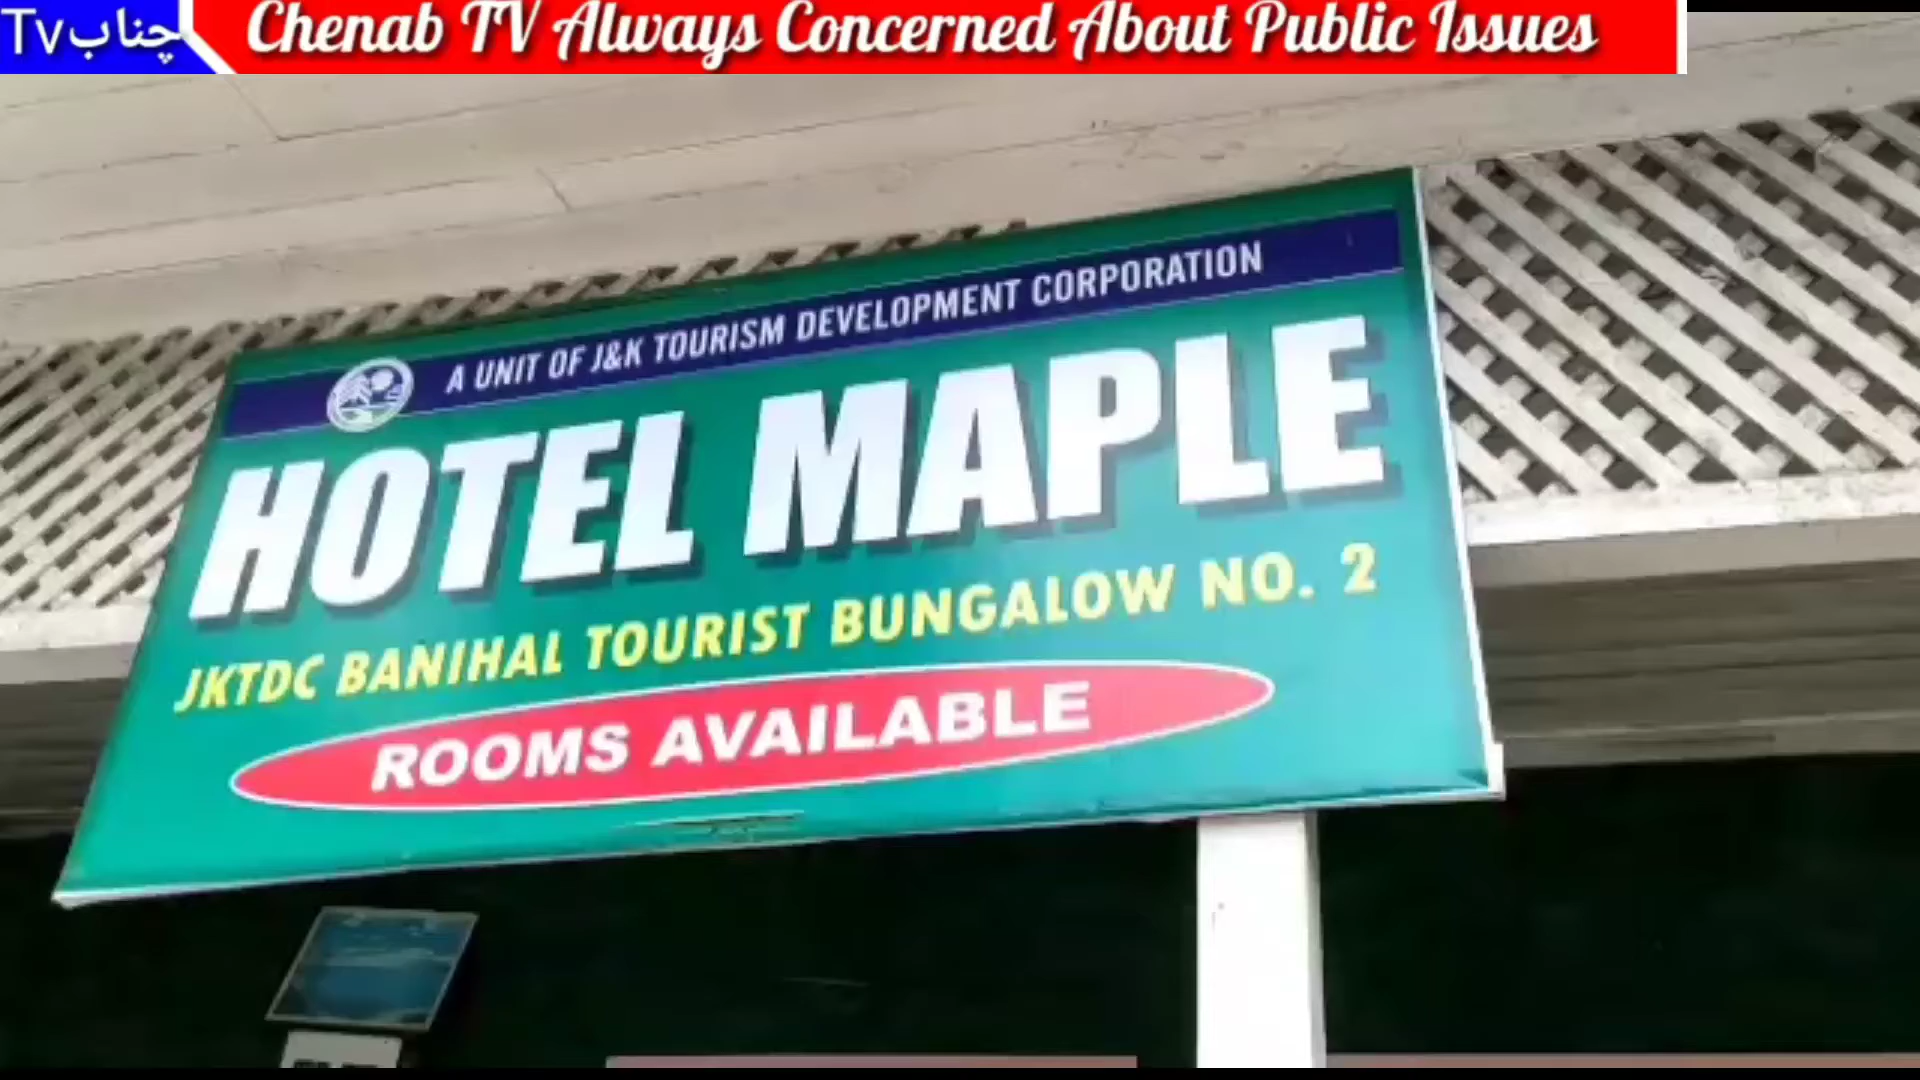 Tv چناب
Chenab TV Always Concerned About Public Issues
A UNIT OF J&K TOURISM DEVELOPMENT CORPORATION
HOTEL MAPLE
JKTDC BANIHAL TOURIST BUNGALOW NO. 2
ROOMS AVAILABLE